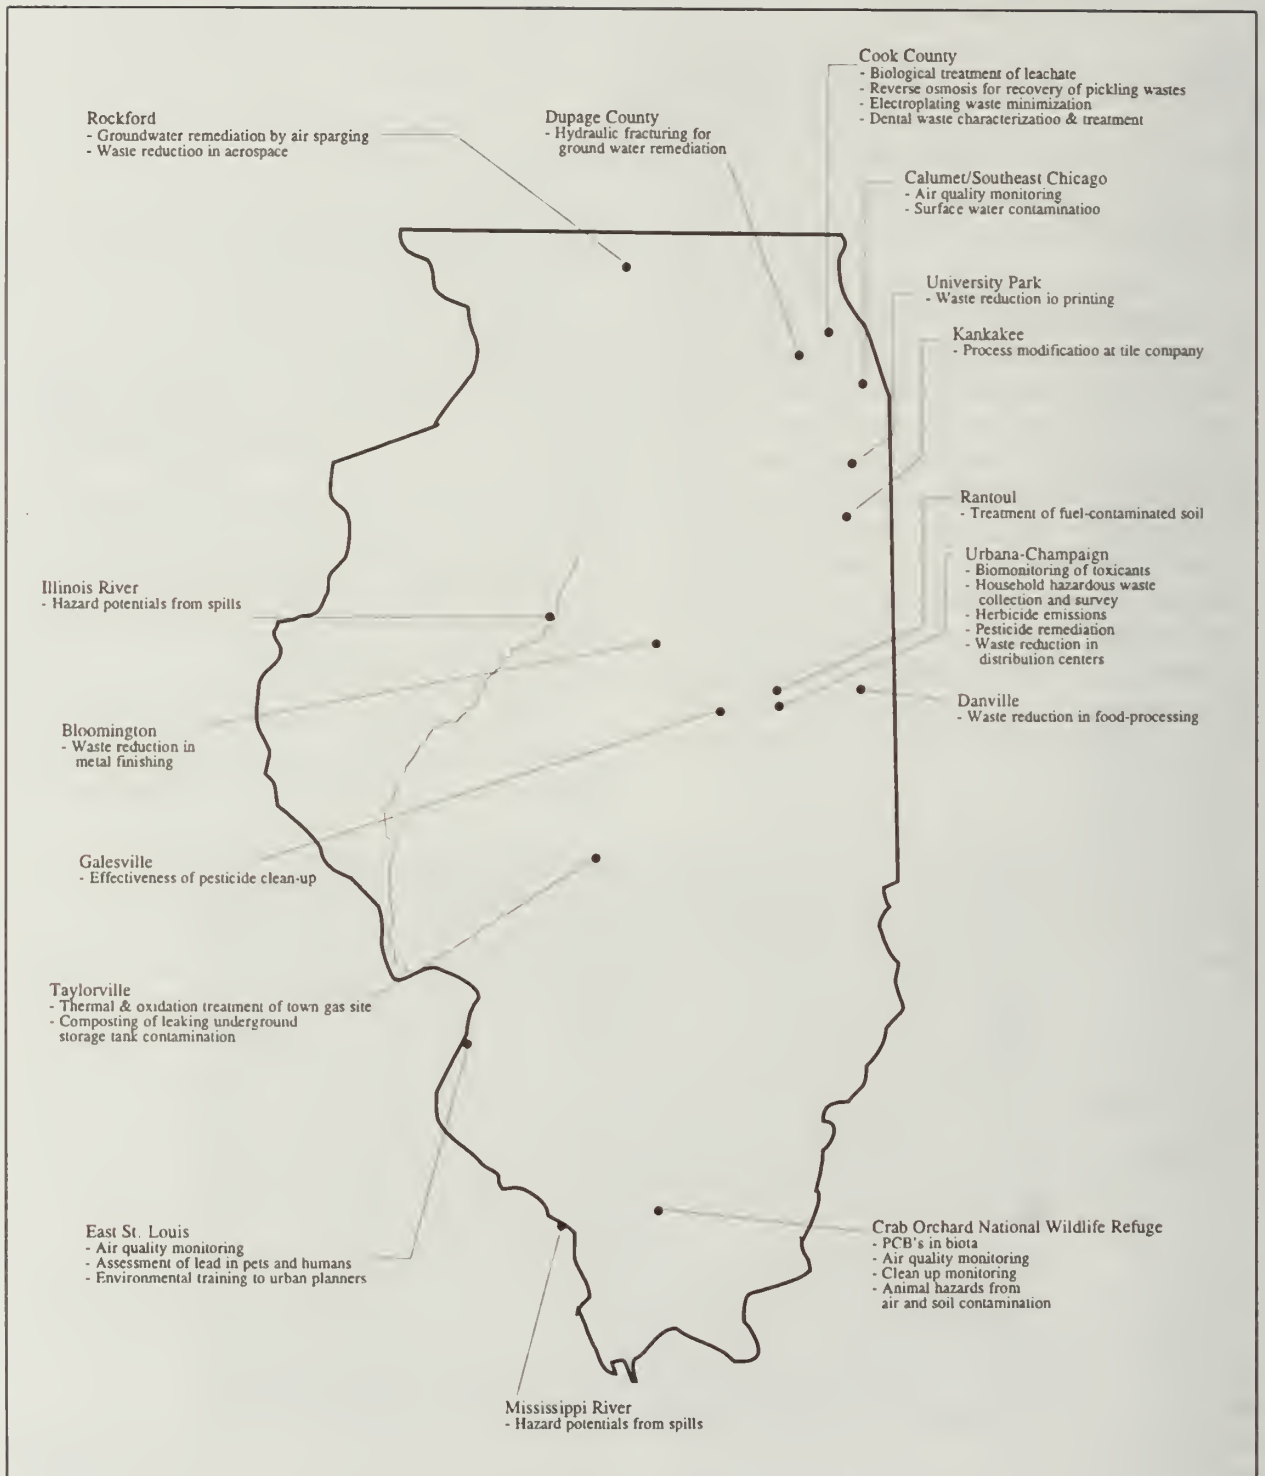 Cook County
- Biological treatment of leachate
- Reverse osmosis for recovery of pickling wastes
- Electroplating waste minimization
- Dental waste characterizatioo & treatment
Rockford
- Groundwater remediation by air sparging
- Waste reductioo in aerospace
Dupage County
- Hydraulic fracturing for
ground water remediation
Calumet/Southeast Chicago
- Air quality monitoring
- Surface water contaminatioo
University Park
- Waste reduction io printing
Kankakee
- Process modificatioo at tile company
Rantoul
- Treatment of fuel-contaminated soil
Urbana-Champaign
- Biomonitoring of toxicants
- Household hazardous waste
collection and survey
- Herbicide emissions
- Pesticide remediation
- Waste reduction in
distribution centers
Illinois River
- Hazard potentials from spills
Danville
- Waste reduction in food-processing
Bloomington
- Waste reduction in
metal finishing
Galesville
- Effectiveness of pesticide clean-up
Taylorville
- Thermal & oxidation treatment of town gas site
- Composting of leaking underground
storage tank contamination
East St. Louis
- Air quality monitoring
- Assessment of lead in pets and humans
- Environmental training to urban planners
Crab Orchard National Wildlife Refuge
- PCB's in biota
- Air quality monitoring
- Clean up monitoring
- Animal hazards from
air and soil contamination
Mississippi River
- Hazard potentials from spills